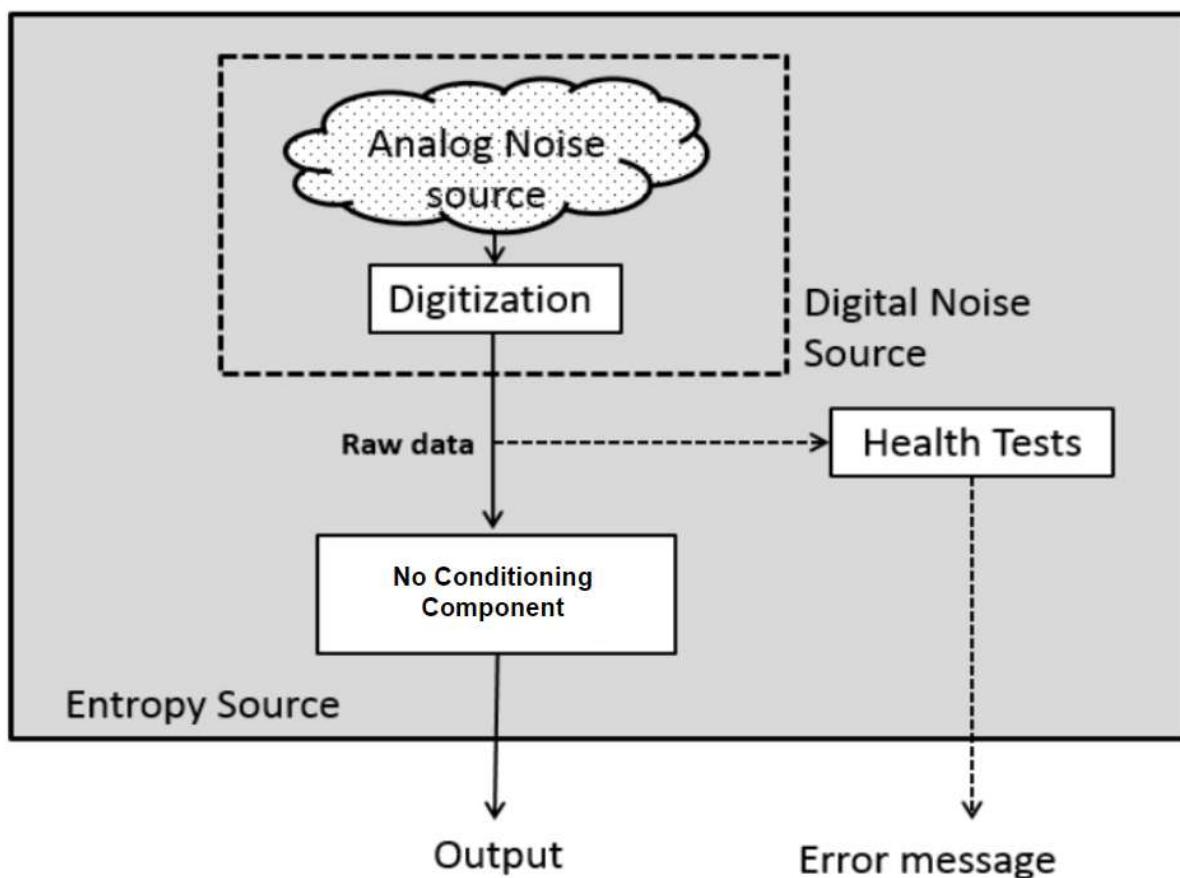 Analog Noise
source
Digitization
Digital Noise
Source
Raw data
Health Tests
No Conditioning
Component
Entropy Source
Output
Error message